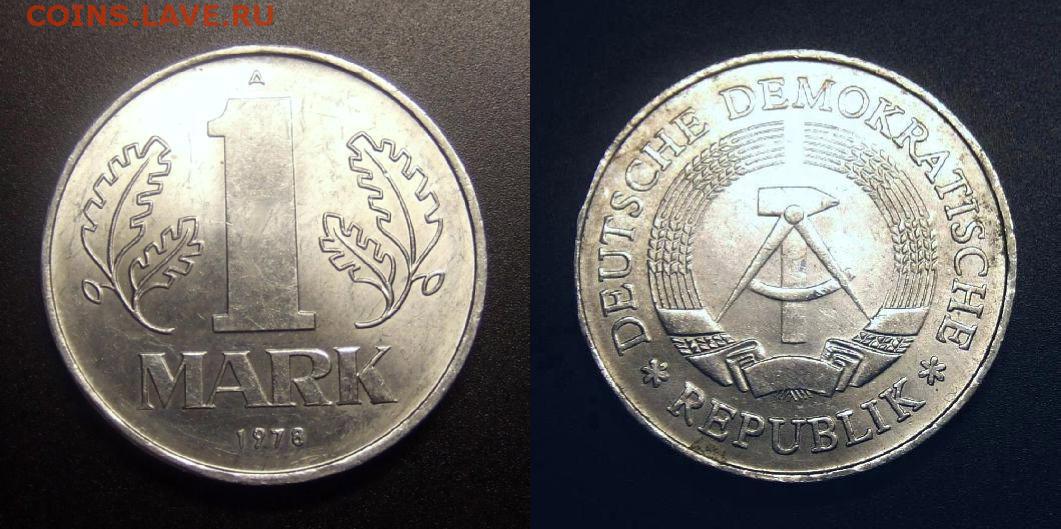 COINS.LAVE.RU
A
1
MARK
1978
DEUTSCHE DEMOKRATISCHE
* REPUBLIK *